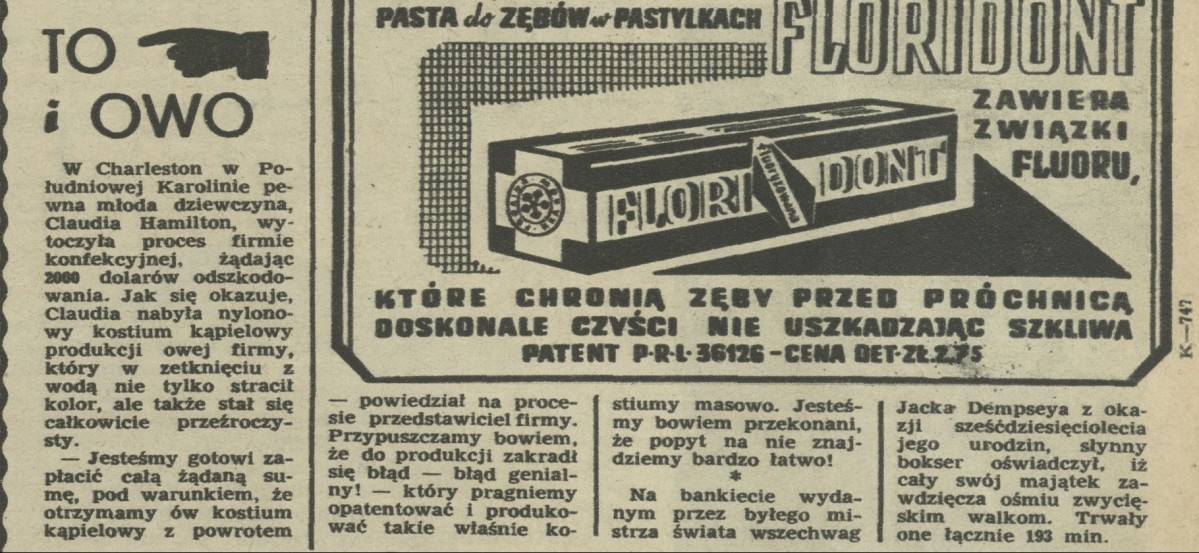 TO
i OWO
W Charleston w Po-
łudniowej Karolinie pe-
wna młoda dziewczyna,
Claudia Hamilton, wy-
toczyła proces firmie
konfekcyjnej, żądając
2000 dolarów odszkodo-
wania. Jak się okazuje,
Claudia nabyła nylono-
wy kostium kąpielowy
produkcji owej firmy,
który w zetknięciu z
wodą nie tylko stracił
kolor, ale także stał się
całkowicie przeźroczy-
sty.
— Jesteśmy gotowi za-
płacić całą żądaną su-
mę, pod warunkiem, że
otrzymamy ów kostium
kąpielowy z powrotem
— powiedział na proce-
sie przedstawiciel firmy.
Przypuszczamy bowiem,
że do produkcji zakradł
się błąd — błąd genial-
ny! — który pragniemy
opatentować i produko-
wać takie właśnie ko-
stiumy masowo. Jesteś-
my bowiem przekonani,
że popyt na nie znaj-
dziemy bardzo łatwo!
*
Na bankiecie wyda-
nym przez byłego mi-
strza świata wszechwag
Jacka Dempseya z oka-
zji sześćdziesięciolecia
jego urodzin, słynny
bokser oświadczył, iż
cały swój majątek za-
wdzięcza ośmiu zwycię-
skim walkom. Trwały
one łącznie 193 min.
PASTA do ZĘBÓW w PASTYLKACH
FLORIDONT
ZAWIERA
ZWIĄZKI
FLUORU,
FLORIDONT
fluoryzowana
KTÓRE CHRONIĄ ZĘBY PRZED PRÓCHNICĄ
DOSKONALE CZYŚCI NIE USZKADZAJĄC SZKLIWA
PATENT P·R·L·36126 - CENA DET·ZŁ.2,75
K—747